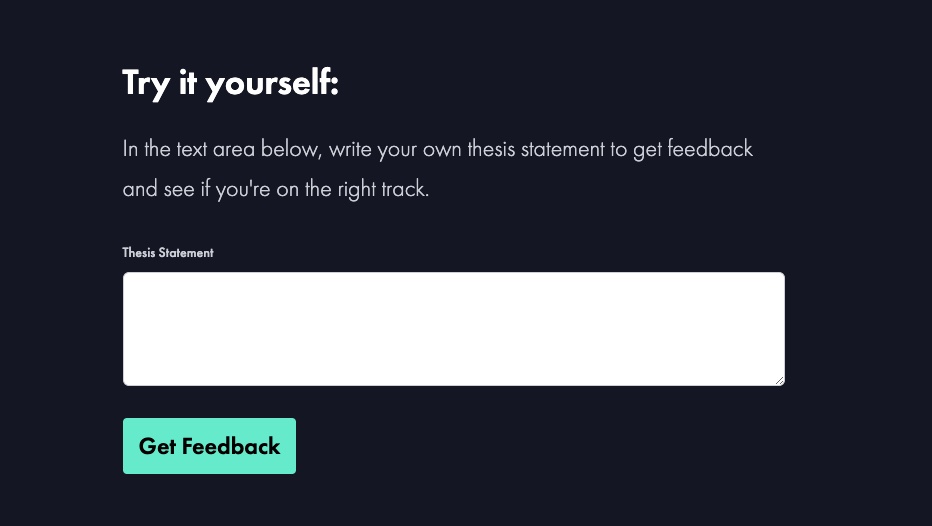 Try it yourself:
In the text area below, write your own thesis statement to get feedback
and see if you're on the right track.
Thesis Statement
Get Feedback